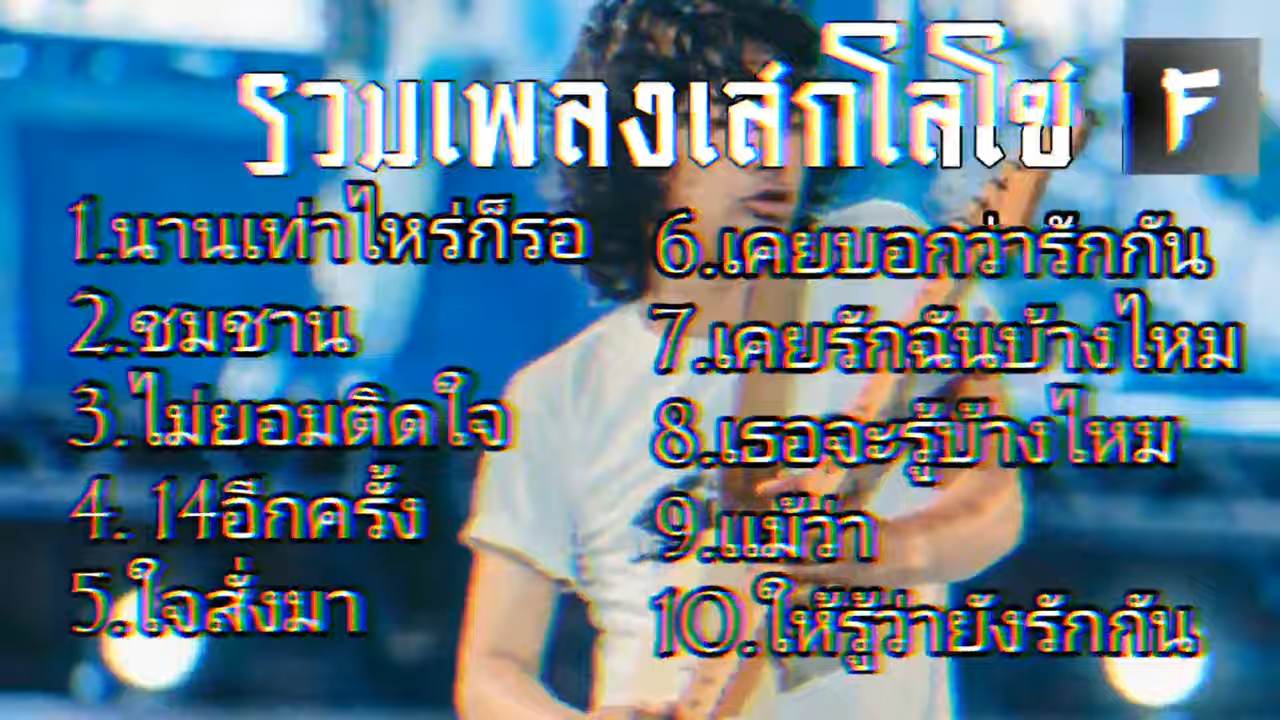 รวมเพลงเส่กโลโซ่
F
1.นานเท่าไหร่ก็รอ
2.ชมซาน
3.ไม่ยอมติดใจ
4. 14อีกครั้ง
5.ใจสั่งมา
6.เคยบอกว่ารักกัน
7.เคยรักฉันบ้างไหม
8.เธอจะรู้บ้างไหม
9.แม้ว่า
10.ให้รู้ว่ายังรักกัน